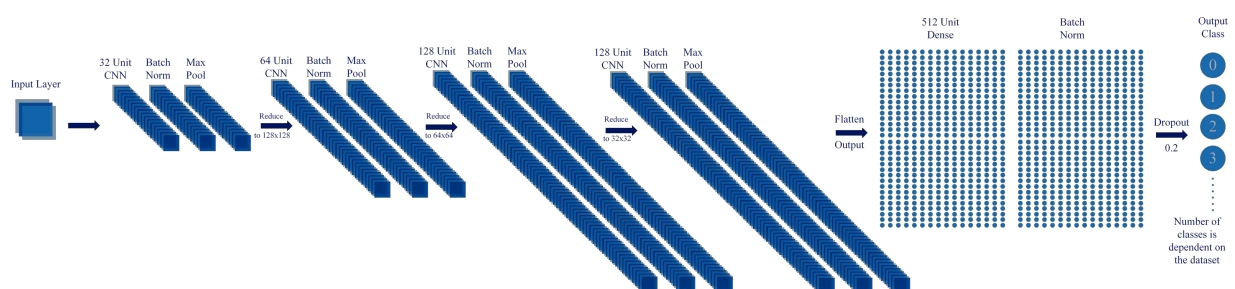 Input Layer
32 Unit
CNN
Batch
Norm
Max
Pool
Reduce
to 128x128
64 Unit
CNN
Batch
Norm
Max
Pool
Reduce
to 64x64
128 Unit
CNN
Batch
Norm
Max
Pool
Reduce
to 32x32
128 Unit
CNN
Batch
Norm
Max
Pool
Flatten
Output
512 Unit
Dense
Batch
Norm
Dropout
0.2
Output
Class
0
1
2
3
Number of
classes is
dependent on
the dataset